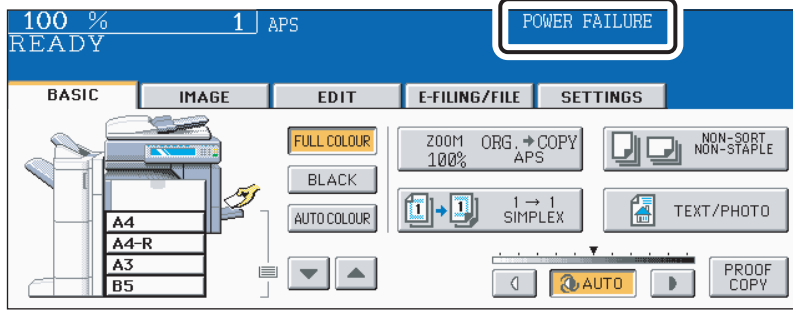 100 % 1 APS POWER FAILURE
READY
BASIC IMAGE EDIT E-FILING/FILE SETTINGS
FULL COLOUR
BLACK
AUTO COLOUR
ZOOM ORG.→COPY
100% APS
NON-SORT
NON-STAPLE
1 1
1 → 1
SIMPLEX
TEXT/PHOTO
A4
A4-R
A3
B5
AUTO
PROOF
COPY